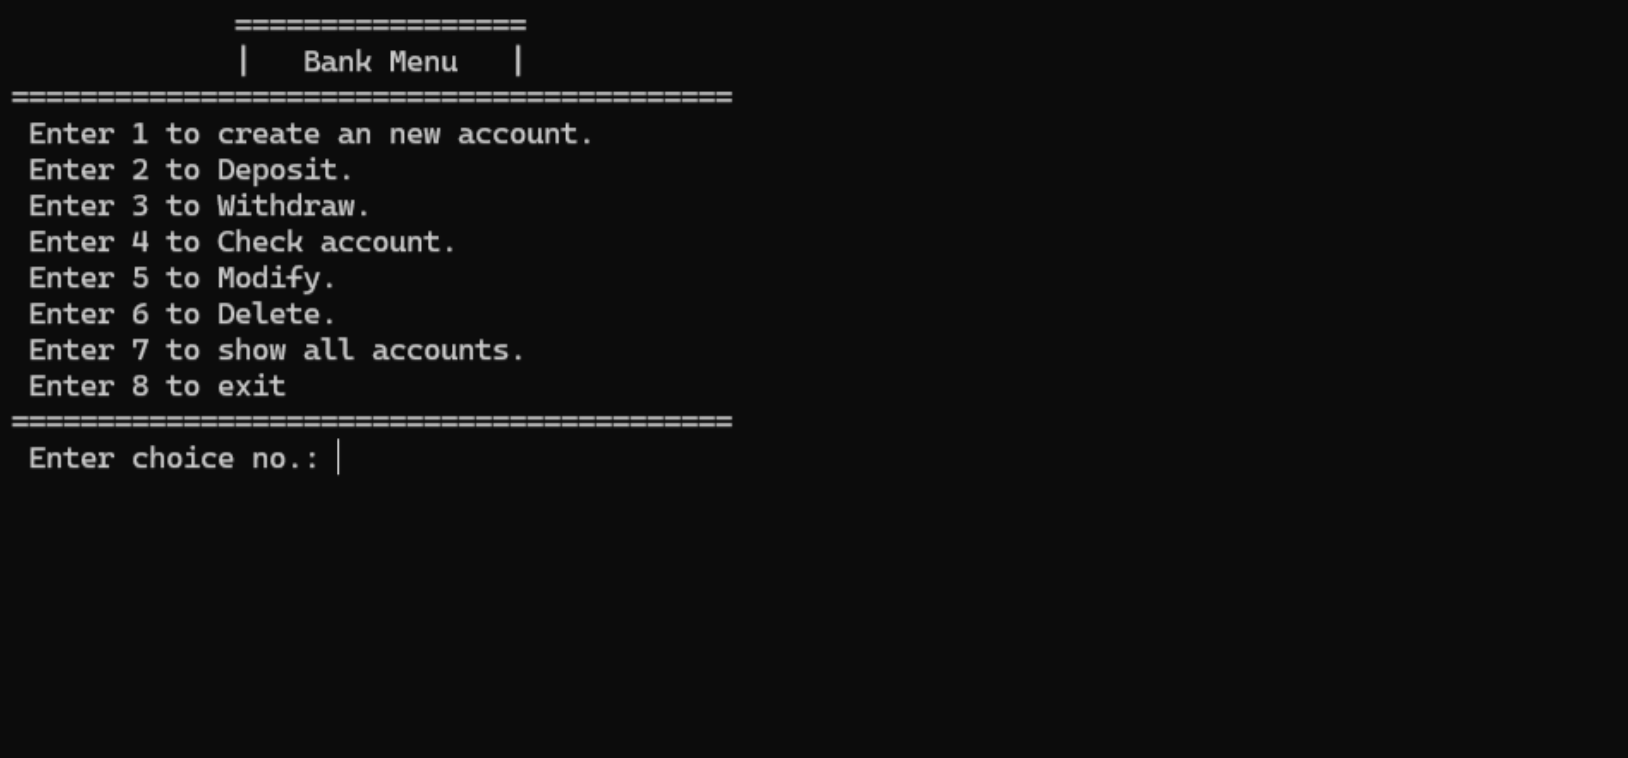 =================
|   Bank Menu   |
==========================================
Enter 1 to create an new account.
Enter 2 to Deposit.
Enter 3 to Withdraw.
Enter 4 to Check account.
Enter 5 to Modify.
Enter 6 to Delete.
Enter 7 to show all accounts.
Enter 8 to exit
==========================================
Enter choice no.: